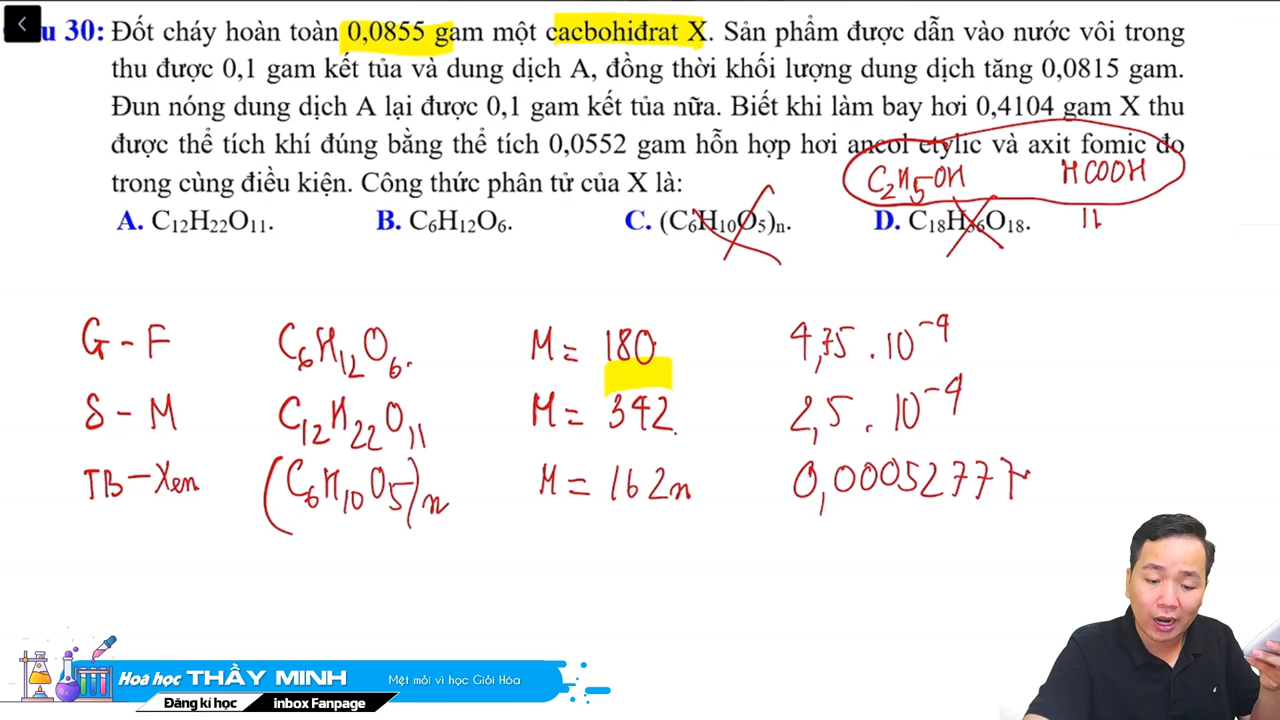 u 30: Đốt cháy hoàn toàn 0,0855 gam một cacbohiđrat X. Sản phẩm được dẫn vào nước vôi trong
thu được 0,1 gam kết tủa và dung dịch A, đồng thời khối lượng dung dịch tăng 0,0815 gam.
Đun nóng dung dịch A lại được 0,1 gam kết tủa nữa. Biết khi làm bay hơi 0,4104 gam X thu
được thể tích khí đúng bằng thể tích 0,0552 gam hỗn hợp hơi ancol etylic và axit fomic đo
trong cùng điều kiện. Công thức phân tử của X là:
C2H5OH HCOOH
A. C12H22O11. B. C6H12O6. C. (C6H10O5)n. D. C18H36O18.
G - F C6H12O6. M = 180 4,75 . 10^-4
S - M C12H22O11 M = 342. 2,5 . 10^-4
TB - Xen (C6H10O5)n M = 162n 0,00052777
Hoá học THẦY MINH Mệt mỏi vì học Giỏi Hóa
Đăng kí học inbox Fanpage